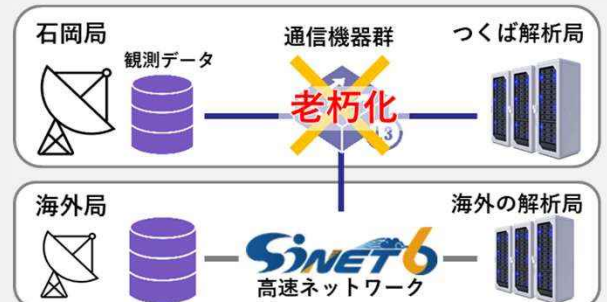 石岡局
観測データ
通信機器群
つくば解析局
老朽化
海外局
SINET6
高速ネットワーク
海外の解析局